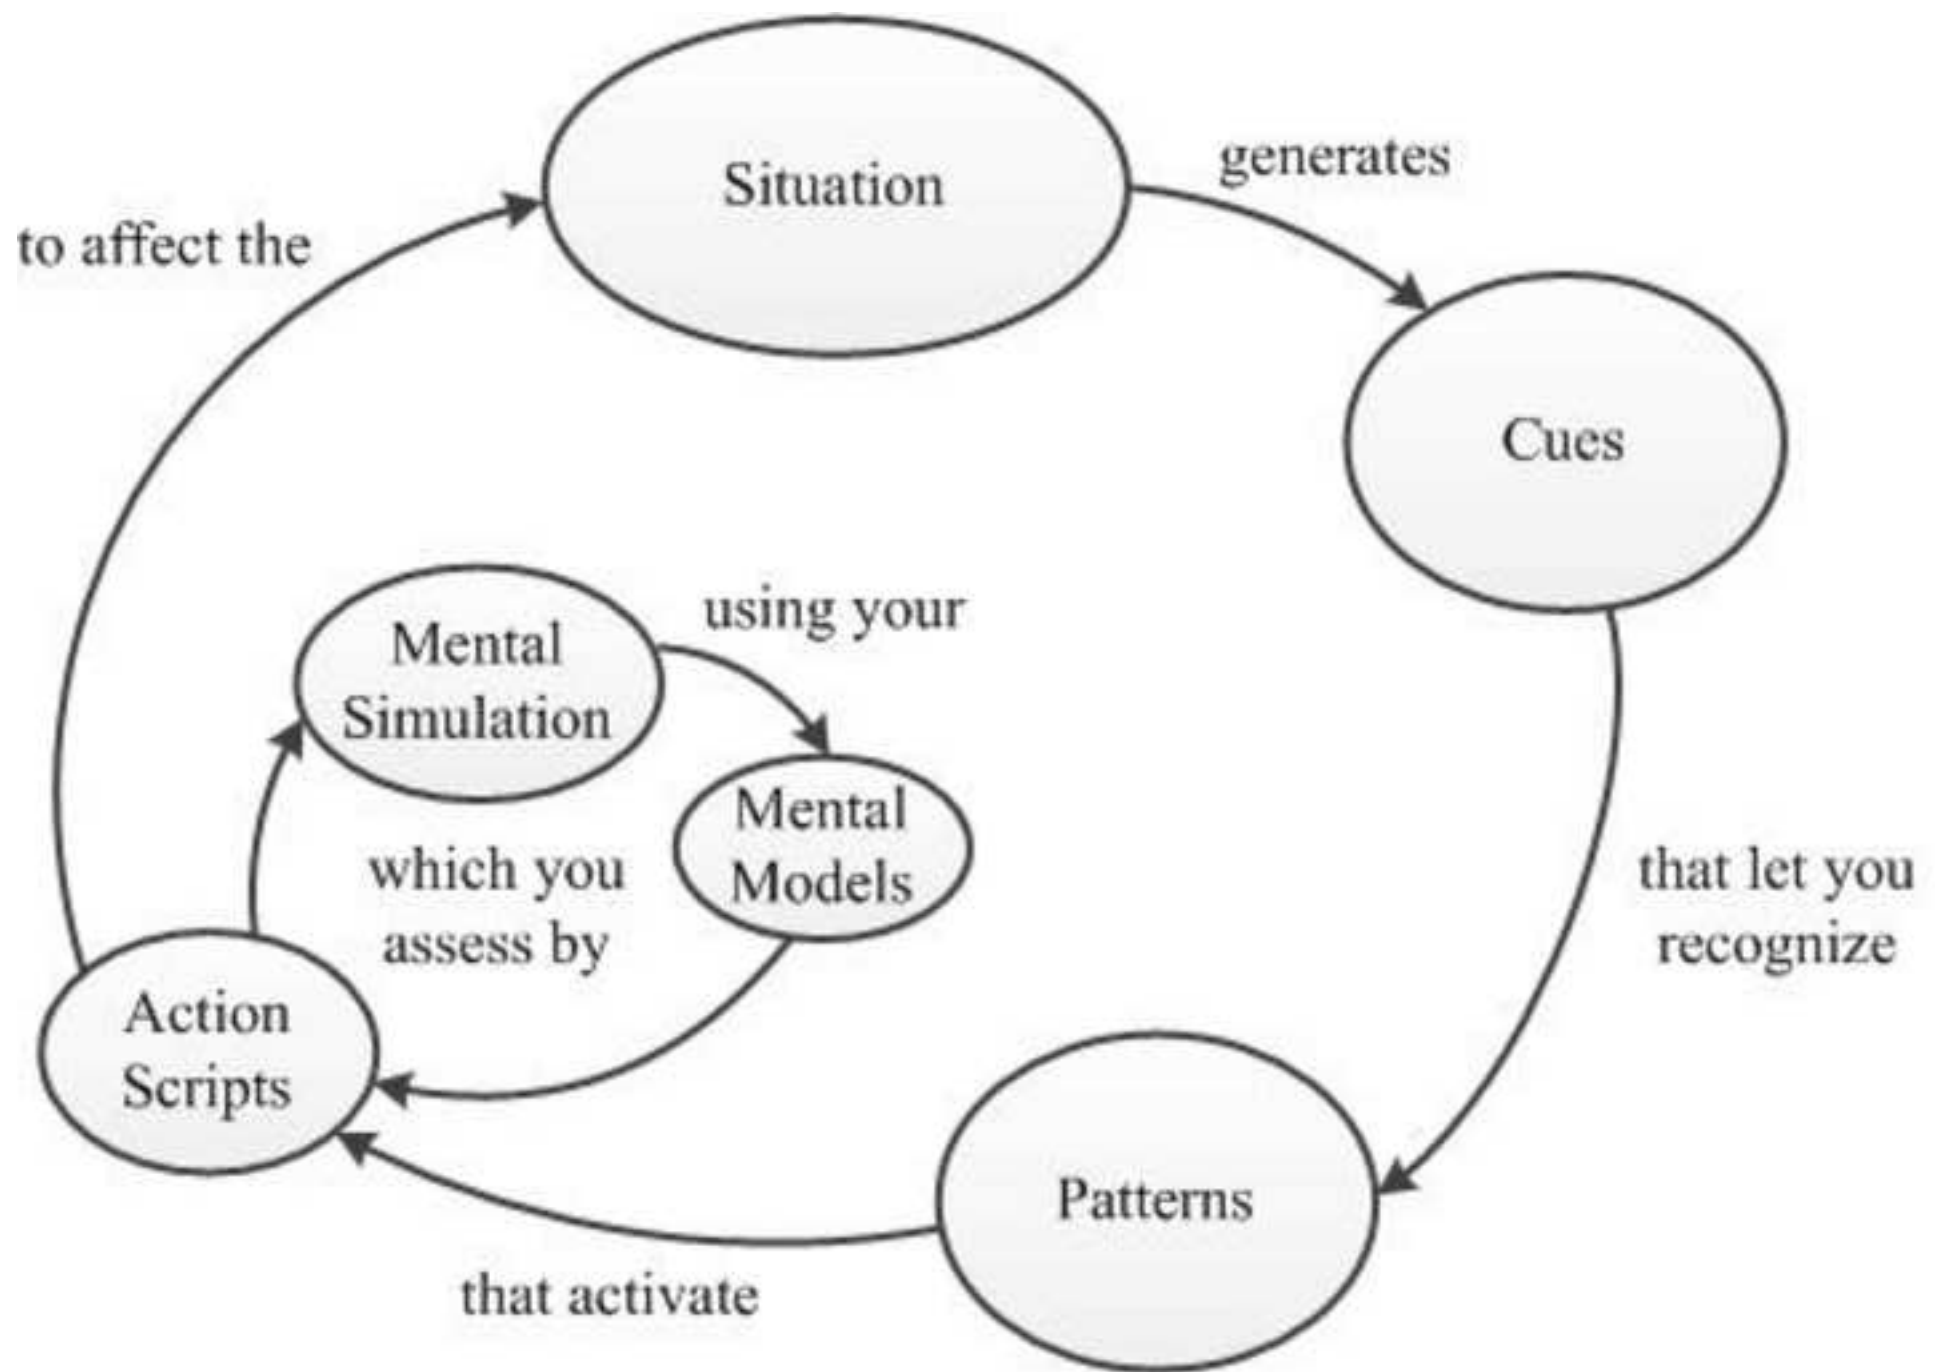 Situation
generates
to affect the
Cues
Mental
Simulation
using your
Mental
Models
which you
assess by
that let you
recognize
Action
Scripts
Patterns
that activate